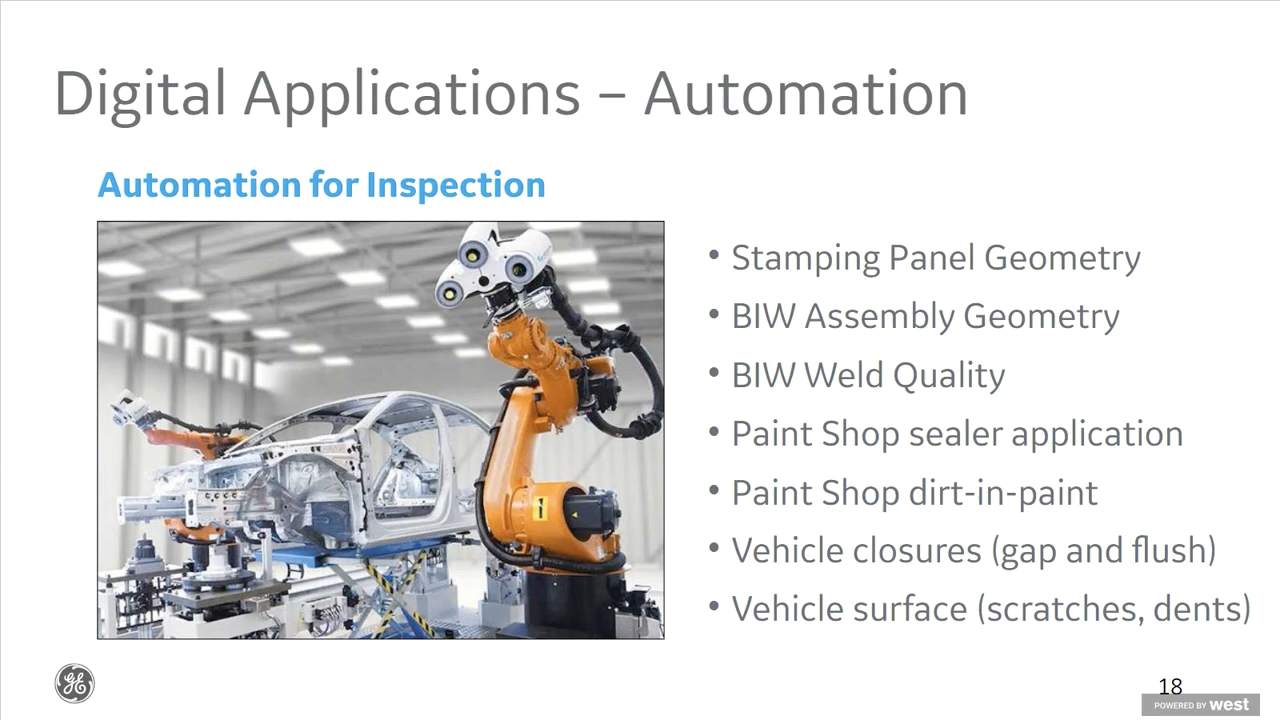 Digital Applications – Automation
Automation for Inspection
• Stamping Panel Geometry
• BIW Assembly Geometry
• BIW Weld Quality
• Paint Shop sealer application
• Paint Shop dirt-in-paint
• Vehicle closures (gap and flush)
• Vehicle surface (scratches, dents)
GE
18
POWERED BY west